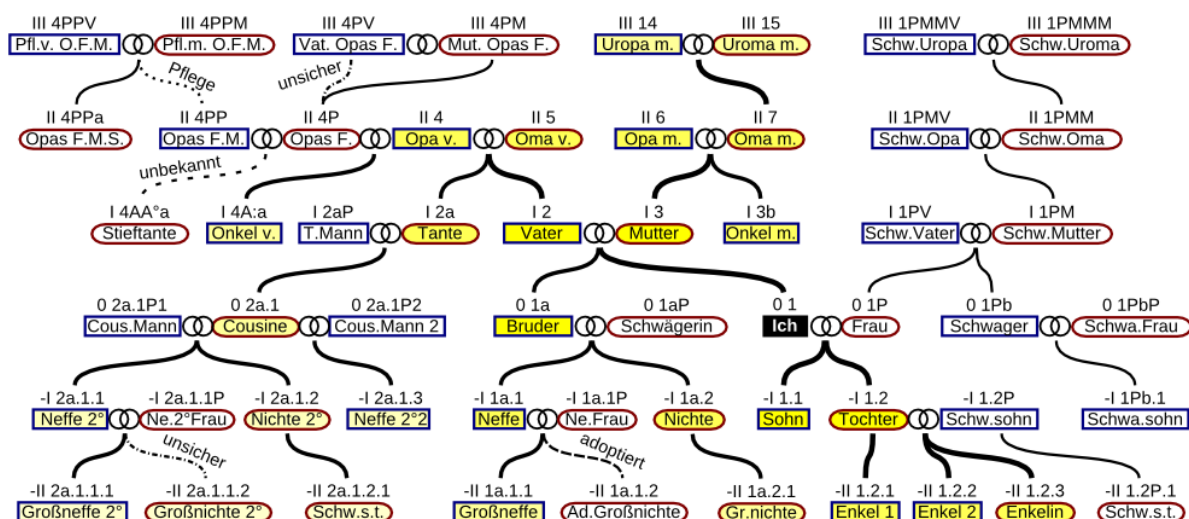 III 4PPV III 4PPM III 4PV III 4PM III 14 III 15 III 1PMMV III 1PMMM
Pfl.v. O.F.M. Pfl.m. O.F.M. Vat. Opas F. Mut. Opas F. Uropa m. Uroma m. Schw.Uropa Schw.Uroma
Pflege unsicher
II 4PPa II 4PP II 4P II 4 II 5 II 6 II 7 II 1PMV II 1PMM
Opas F.M.S. Opas F.M. Opas F. Opa v. Oma v. Opa m. Oma m. Schw.Opa Schw.Oma
unbekannt
I 4AA°a I 4A:a I 2aP I 2a I 2 I 3 I 3b I 1PV I 1PM
Stieftante Onkel v. T.Mann Tante Vater Mutter Onkel m. Schw.Vater Schw.Mutter
0 2a.1P1 0 2a.1 0 2a.1P2 0 1a 0 1aP 0 1 0 1P 0 1Pb 0 1PbP
Cous.Mann Cousine Cous.Mann 2 Bruder Schwägerin Ich Frau Schwager Schwa.Frau
-I 2a.1.1 -I 2a.1.1P -I 2a.1.2 -I 2a.1.3 -I 1a.1 -I 1a.1P -I 1a.2 -I 1.1 -I 1.2 -I 1.2P -I 1Pb.1
Neffe 2° Ne.2°Frau Nichte 2° Neffe 2°2 Neffe Ne.Frau Nichte Sohn Tochter Schw.sohn Schwa.sohn
unsicher adoptiert
-II 2a.1.1.1 -II 2a.1.1.2 -II 2a.1.2.1 -II 1a.1.1 -II 1a.1.2 -II 1a.2.1 -II 1.2.1 -II 1.2.2 -II 1.2.3 -II 1.2P.1
Großneffe 2° Großnichte 2° Schw.s.t. Großneffe Ad.Großnichte Gr.nichte Enkel 1 Enkel 2 Enkelin Schw.s.t.